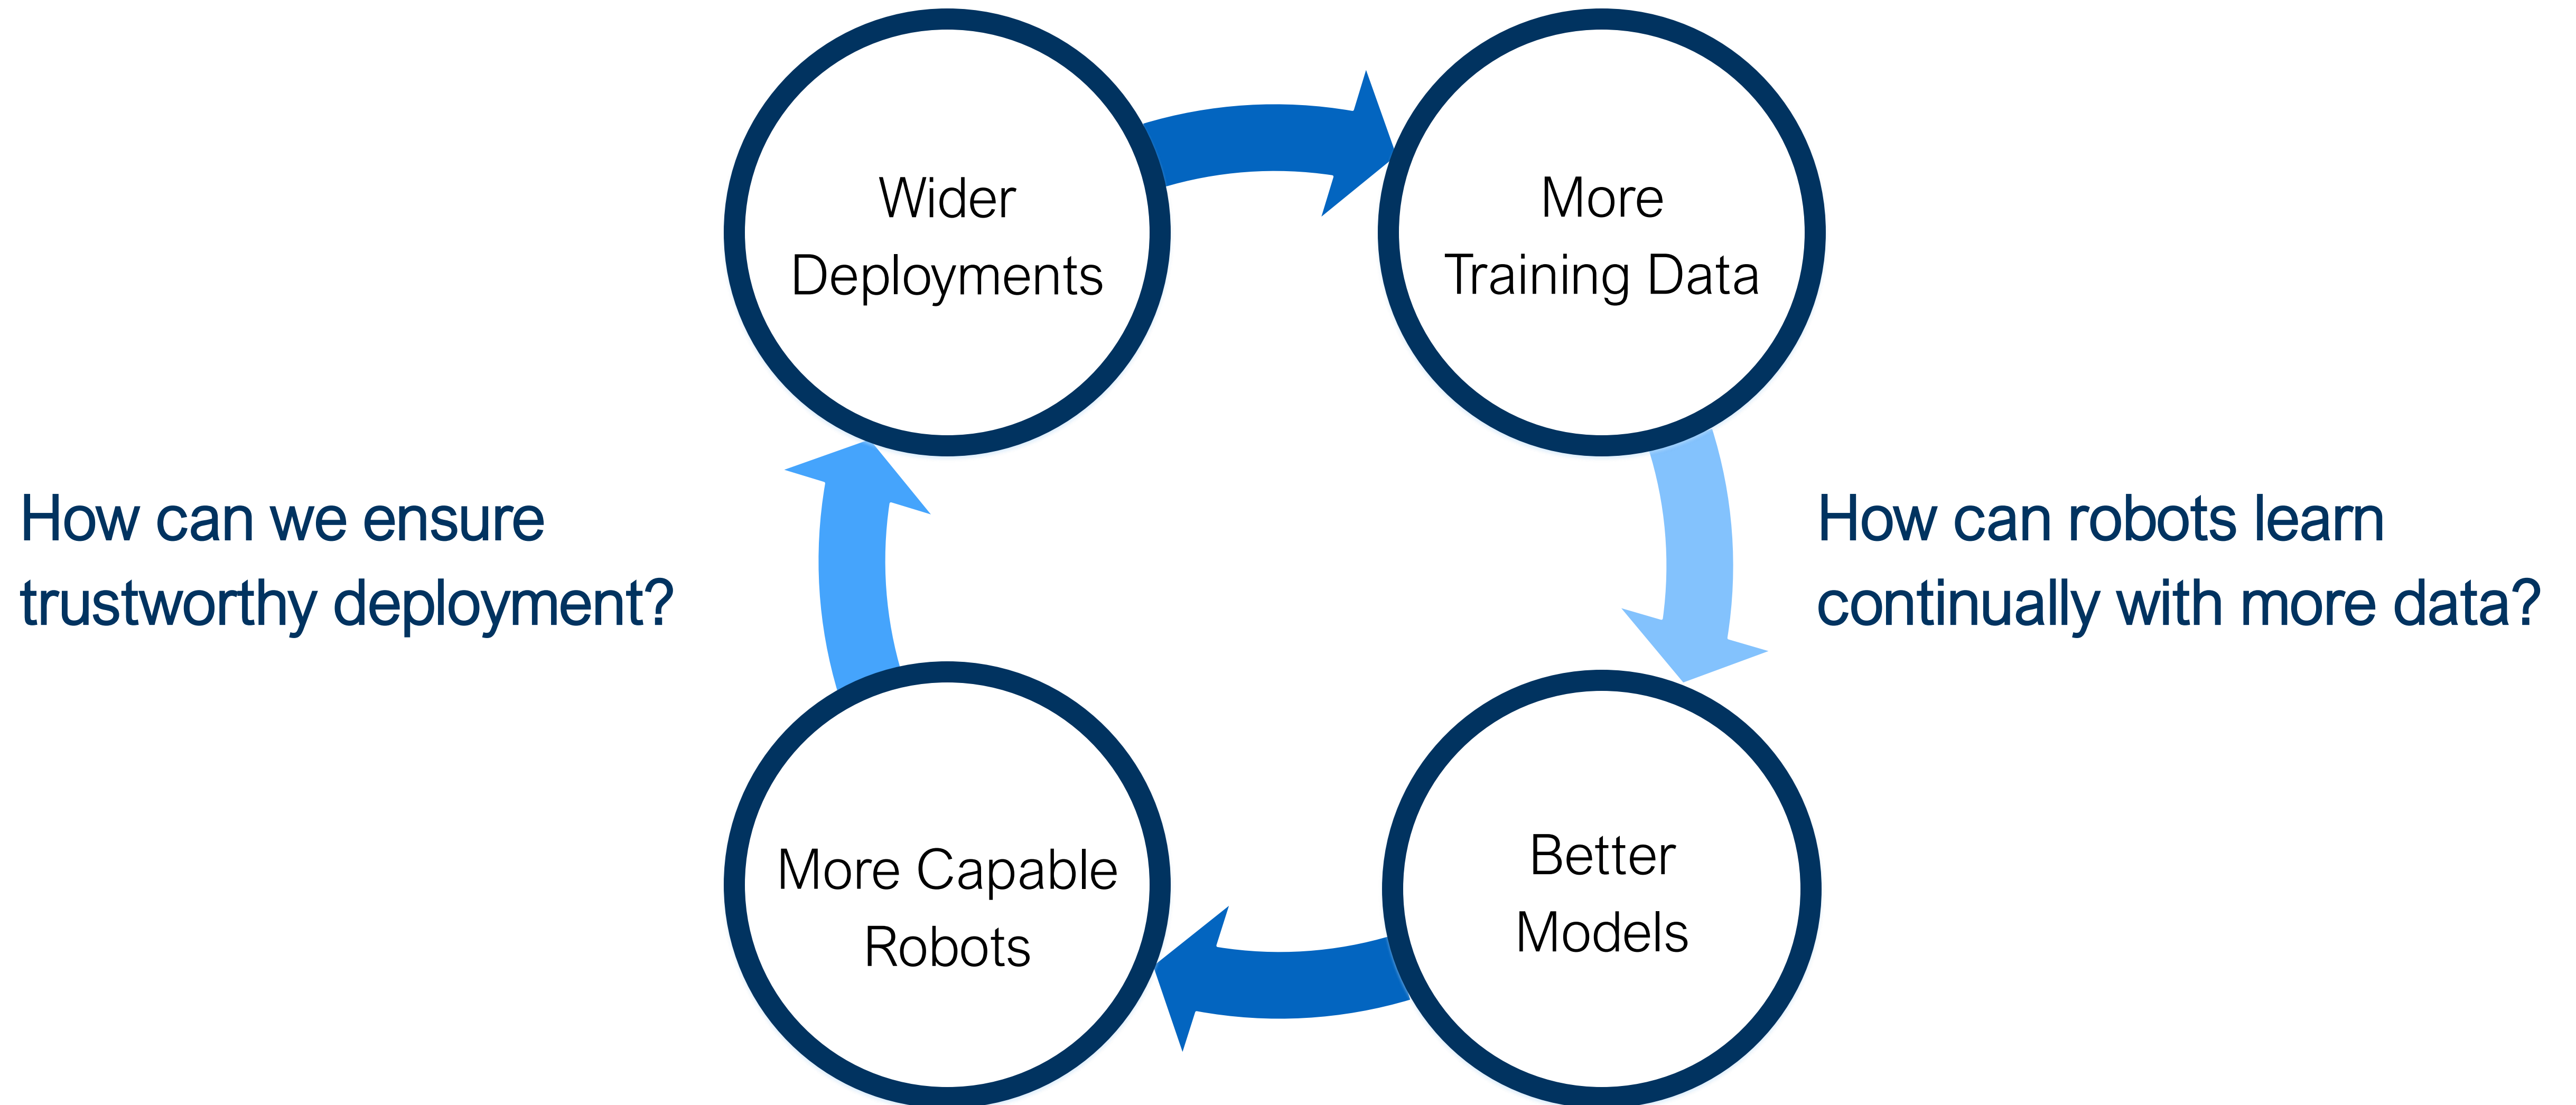 Wider
Deployments
More
Training Data
How can we ensure
trustworthy deployment?
How can robots learn
continually with more data?
More Capable
Robots
Better
Models